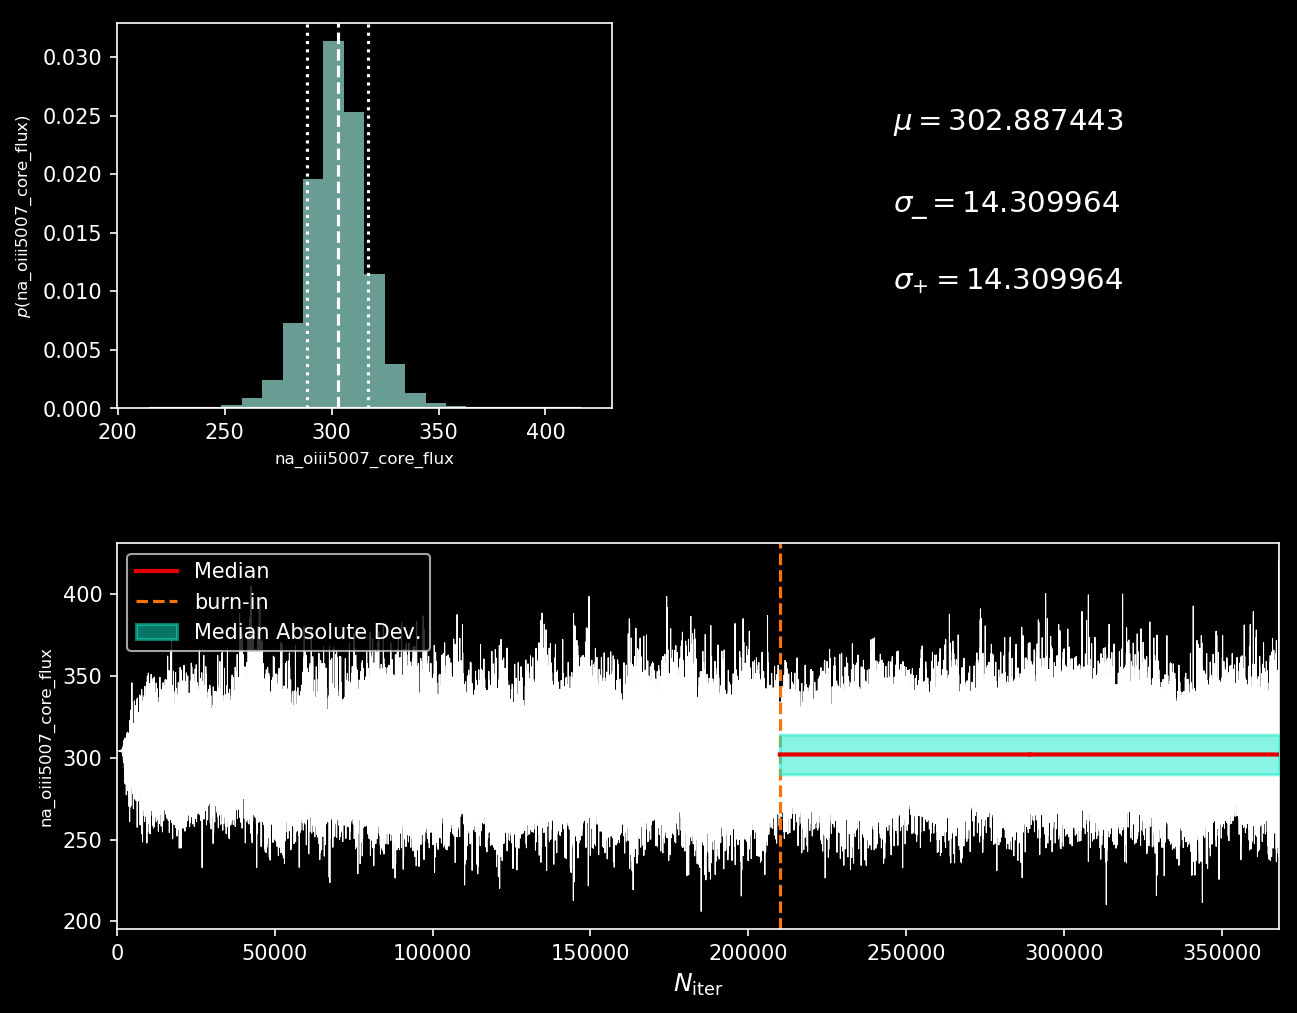 0.030
0.025
0.020
0.015
0.010
0.005
0.000
p(na_oiii5007_core_flux)
200 250 300 350 400
na_oiii5007_core_flux
μ = 302.887443
σ₋ = 14.309964
σ₊ = 14.309964
Median
burn-in
Median Absolute Dev.
400
350
300
250
200
na_oiii5007_core_flux
0 50000 100000 150000 200000 250000 300000 350000
N_iter